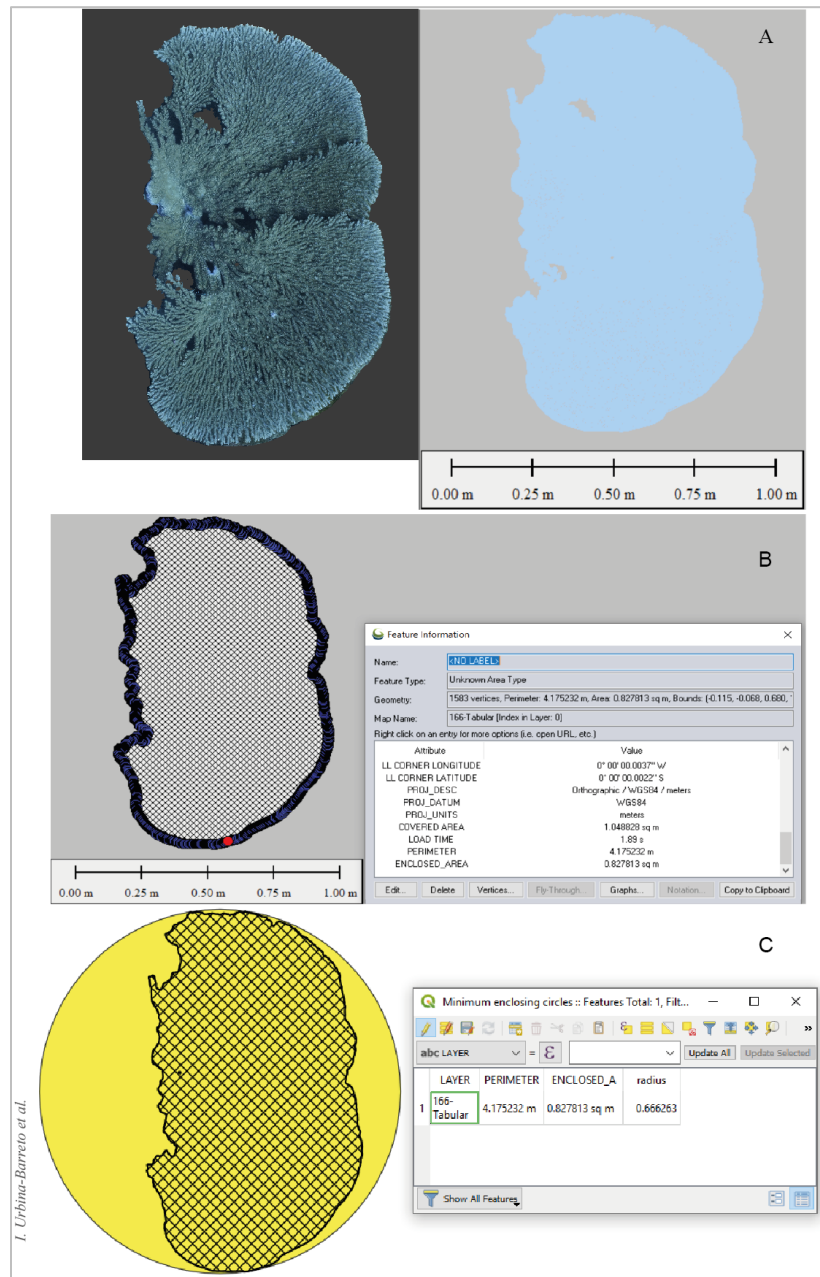 A
0.00 m 0.25 m 0.50 m 0.75 m 1.00 m
B
Feature Information
Name: <NO LABEL>
Feature Type: Unknown Area Type
Geometry: 1583 vertices, Perimeter: 4.175232 m, Area: 0.827813 sq m, Bounds: (-0.115, -0.068, 0.680,
Map Name: 166-Tabular [Index in Layer: 0]
Right click on an entry for more options (i.e. open URL, etc.)
Attribute Value
LL CORNER LONGITUDE 0° 00' 00.0037" W
LL CORNER LATITUDE 0° 00' 00.0022" S
PROJ_DESC Orthographic / WGS84 / meters
PROJ_DATUM WGS84
PROJ_UNITS meters
COVERED AREA 1.048828 sq m
LOAD TIME 1.89 s
PERIMETER 4.175232 m
ENCLOSED_AREA 0.827813 sq m
Edit... Delete Vertices... Fly-Through... Graphs... Notation... Copy to Clipboard
0.00 m 0.25 m 0.50 m 0.75 m 1.00 m
C
Minimum enclosing circles :: Features Total: 1, Filt...
abc LAYER = ε Update All Update Selected
LAYER PERIMETER ENCLOSED_A radius
1 166-Tabular 4.175232 m 0.827813 sq m 0.666263
Show All Features
I. Urbina-Barreto et al.